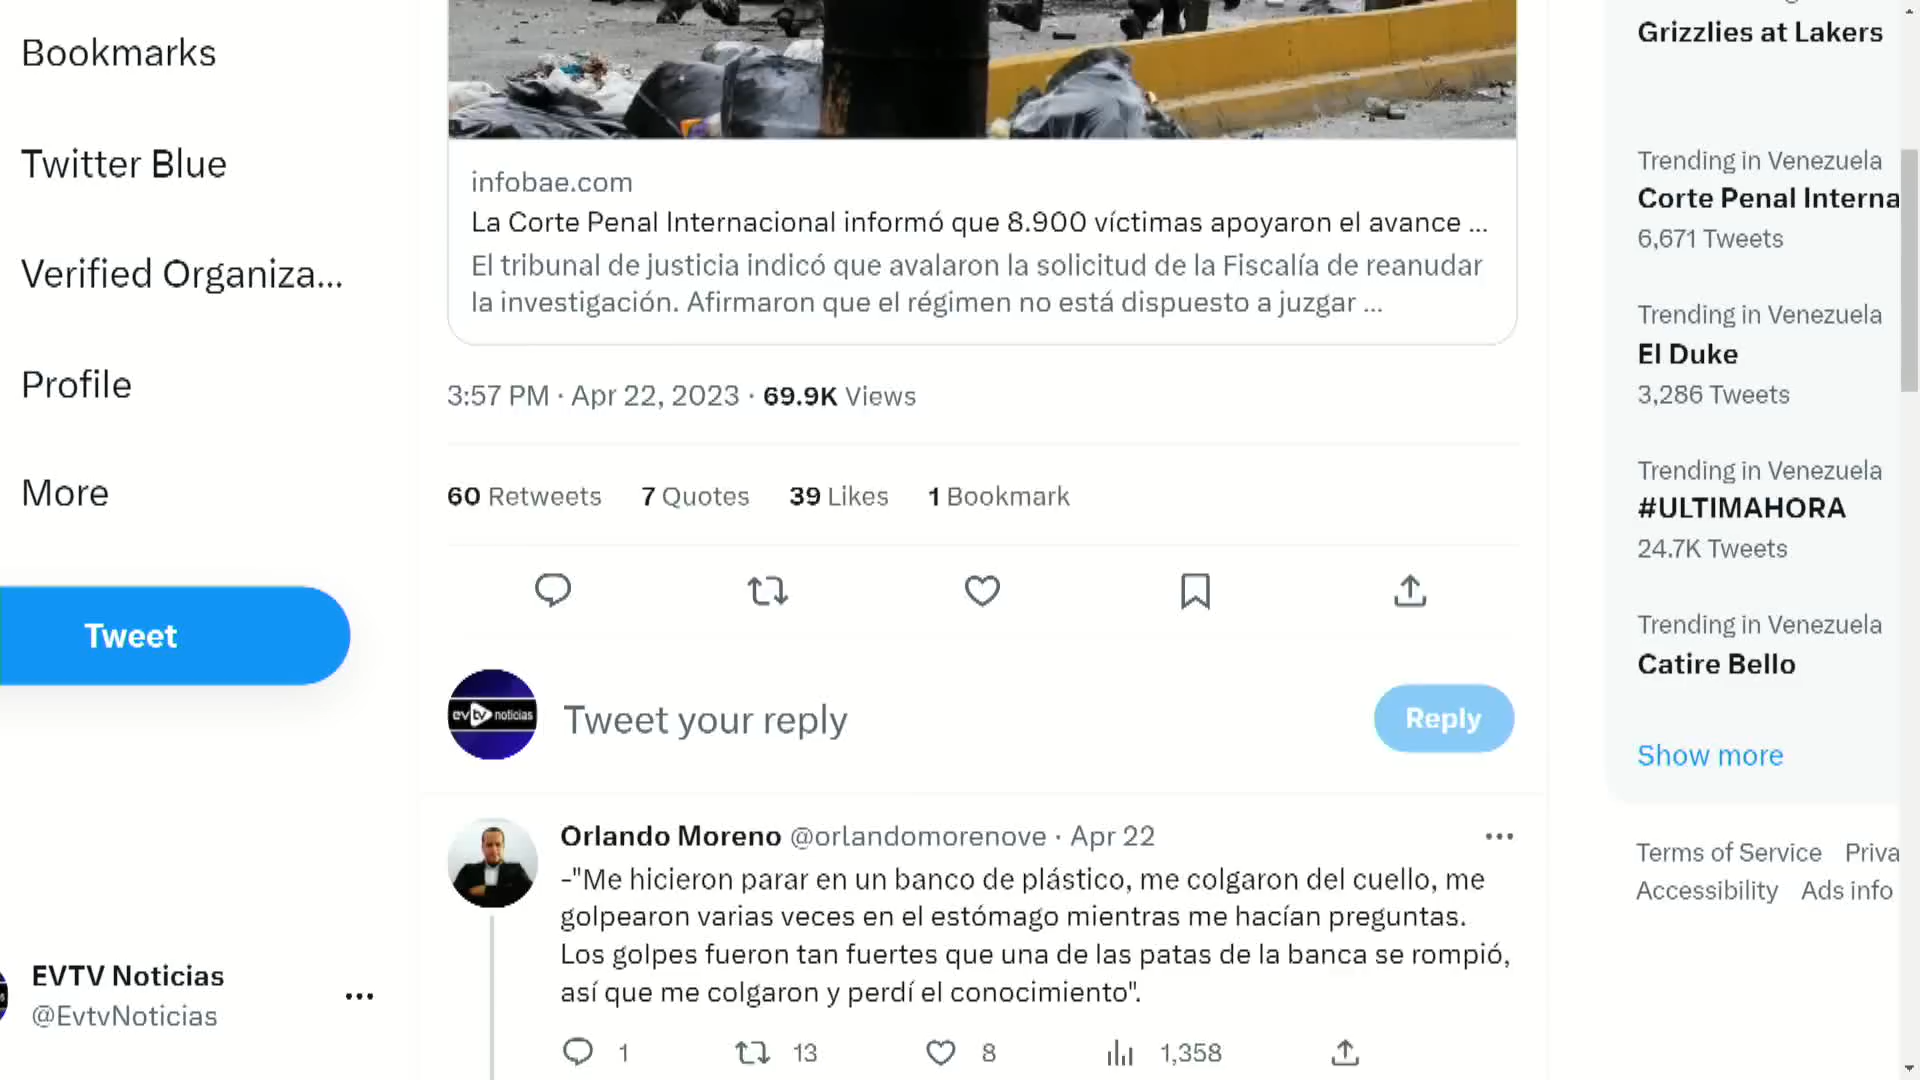 Bookmarks
Twitter Blue
Verified Organiza...
Profile
More
Tweet
EVTV Noticias
@EvtvNoticias
infobae.com
La Corte Penal Internacional informó que 8.900 víctimas apoyaron el avance ...
El tribunal de justicia indicó que avalaron la solicitud de la Fiscalía de reanudar
la investigación. Afirmaron que el régimen no está dispuesto a juzgar ...
3:57 PM · Apr 22, 2023 · 69.9K Views
60 Retweets 7 Quotes 39 Likes 1 Bookmark
evtv noticias
Tweet your reply
Reply
Orlando Moreno @orlandomorenove · Apr 22
-"Me hicieron parar en un banco de plástico, me colgaron del cuello, me
golpearon varias veces en el estómago mientras me hacían preguntas.
Los golpes fueron tan fuertes que una de las patas de la banca se rompió,
así que me colgaron y perdí el conocimiento".
1 13 8 1,358
Grizzlies at Lakers
Trending in Venezuela
Corte Penal Interna
6,671 Tweets
Trending in Venezuela
El Duke
3,286 Tweets
Trending in Venezuela
#ULTIMAHORA
24.7K Tweets
Trending in Venezuela
Catire Bello
Show more
Terms of Service Priva
Accessibility Ads info